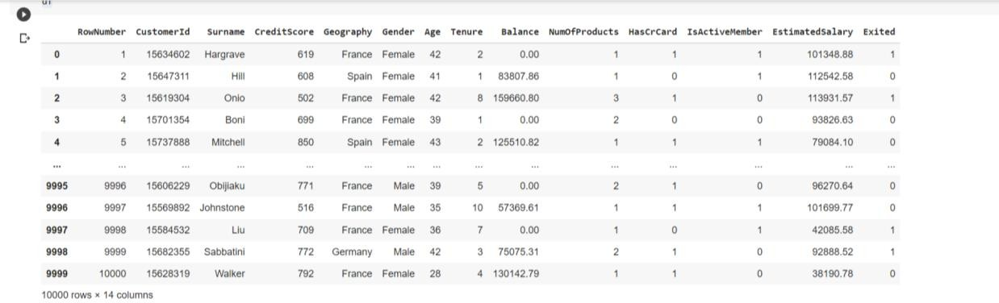 RowNumber CustomerId Surname CreditScore Geography Gender Age Tenure Balance NumOfProducts HasCrCard IsActiveMember EstimatedSalary Exited
0 1 15634602 Hargrave 619 France Female 42 2 0.00 1 1 1 101348.88 1
1 2 15647311 Hill 608 Spain Female 41 1 83807.86 1 0 1 112542.58 0
2 3 15619304 Onio 502 France Female 42 8 159660.80 3 1 0 113931.57 1
3 4 15701354 Boni 699 France Female 39 1 0.00 2 0 0 93826.63 0
4 5 15737888 Mitchell 850 Spain Female 43 2 125510.82 1 1 1 79084.10 0
... ... ... ... ... ... ... ... ... ... ... ... ... ... ...
9995 9996 15606229 Obijiaku 771 France Male 39 5 0.00 2 1 0 96270.64 0
9996 9997 15569892 Johnstone 516 France Male 35 10 57369.61 1 1 1 101699.77 0
9997 9998 15584532 Liu 709 France Female 36 7 0.00 1 0 1 42085.58 1
9998 9999 15682355 Sabbatini 772 Germany Male 42 3 75075.31 2 1 0 92888.52 1
9999 10000 15628319 Walker 792 France Female 28 4 130142.79 1 1 0 38190.78 0
10000 rows × 14 columns